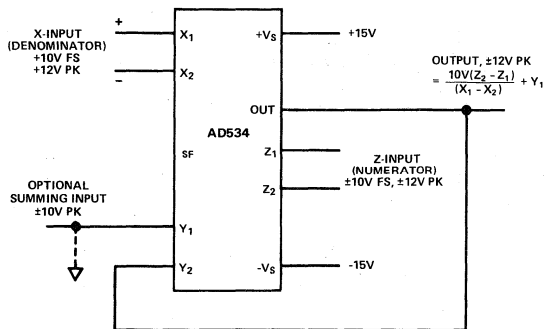 X-INPUT
(DENOMINATOR)
+10V FS
+12V PK
+
−
X₁
X₂
SF
Y₁
Y₂
AD534
+Vₛ
OUT
Z₁
Z₂
-Vₛ
+15V
OUTPUT, ±12V PK
= 10V(Z₂ − Z₁) / (X₁ − X₂) + Y₁
Z-INPUT
(NUMERATOR)
±10V FS, ±12V PK
-15V
OPTIONAL
SUMMING INPUT
±10V PK